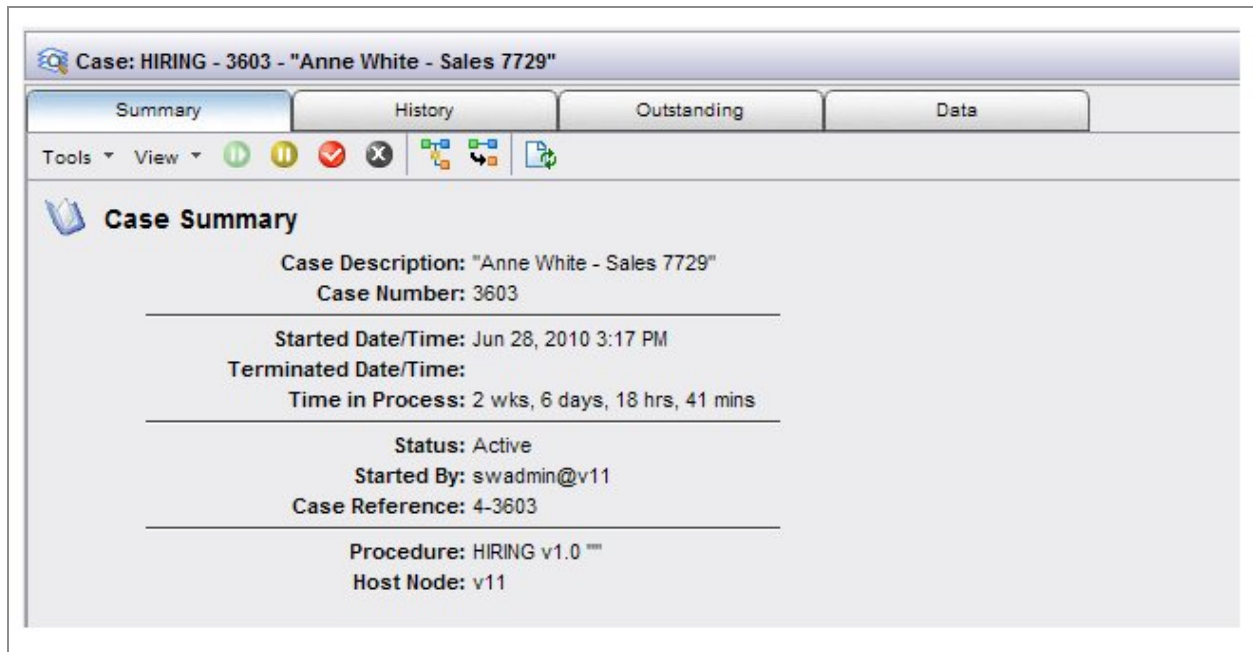 Case: HIRING - 3603 - "Anne White - Sales 7729"
Summary History Outstanding Data
Tools View
Case Summary
Case Description: "Anne White - Sales 7729"
Case Number: 3603
Started Date/Time: Jun 28, 2010 3:17 PM
Terminated Date/Time:
Time in Process: 2 wks, 6 days, 18 hrs, 41 mins
Status: Active
Started By: swadmin@v11
Case Reference: 4-3603
Procedure: HIRING v1.0 ""
Host Node: v11